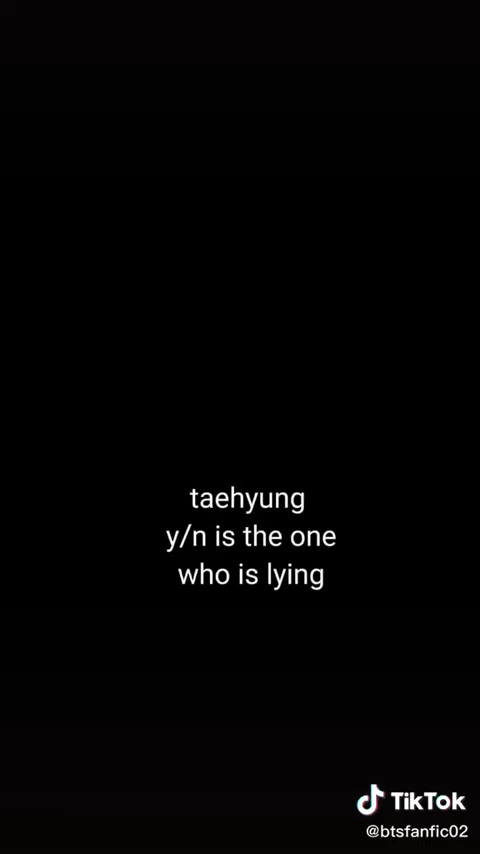 taehyung
y/n is the one
who is lying
TikTok
@btsfanfic02